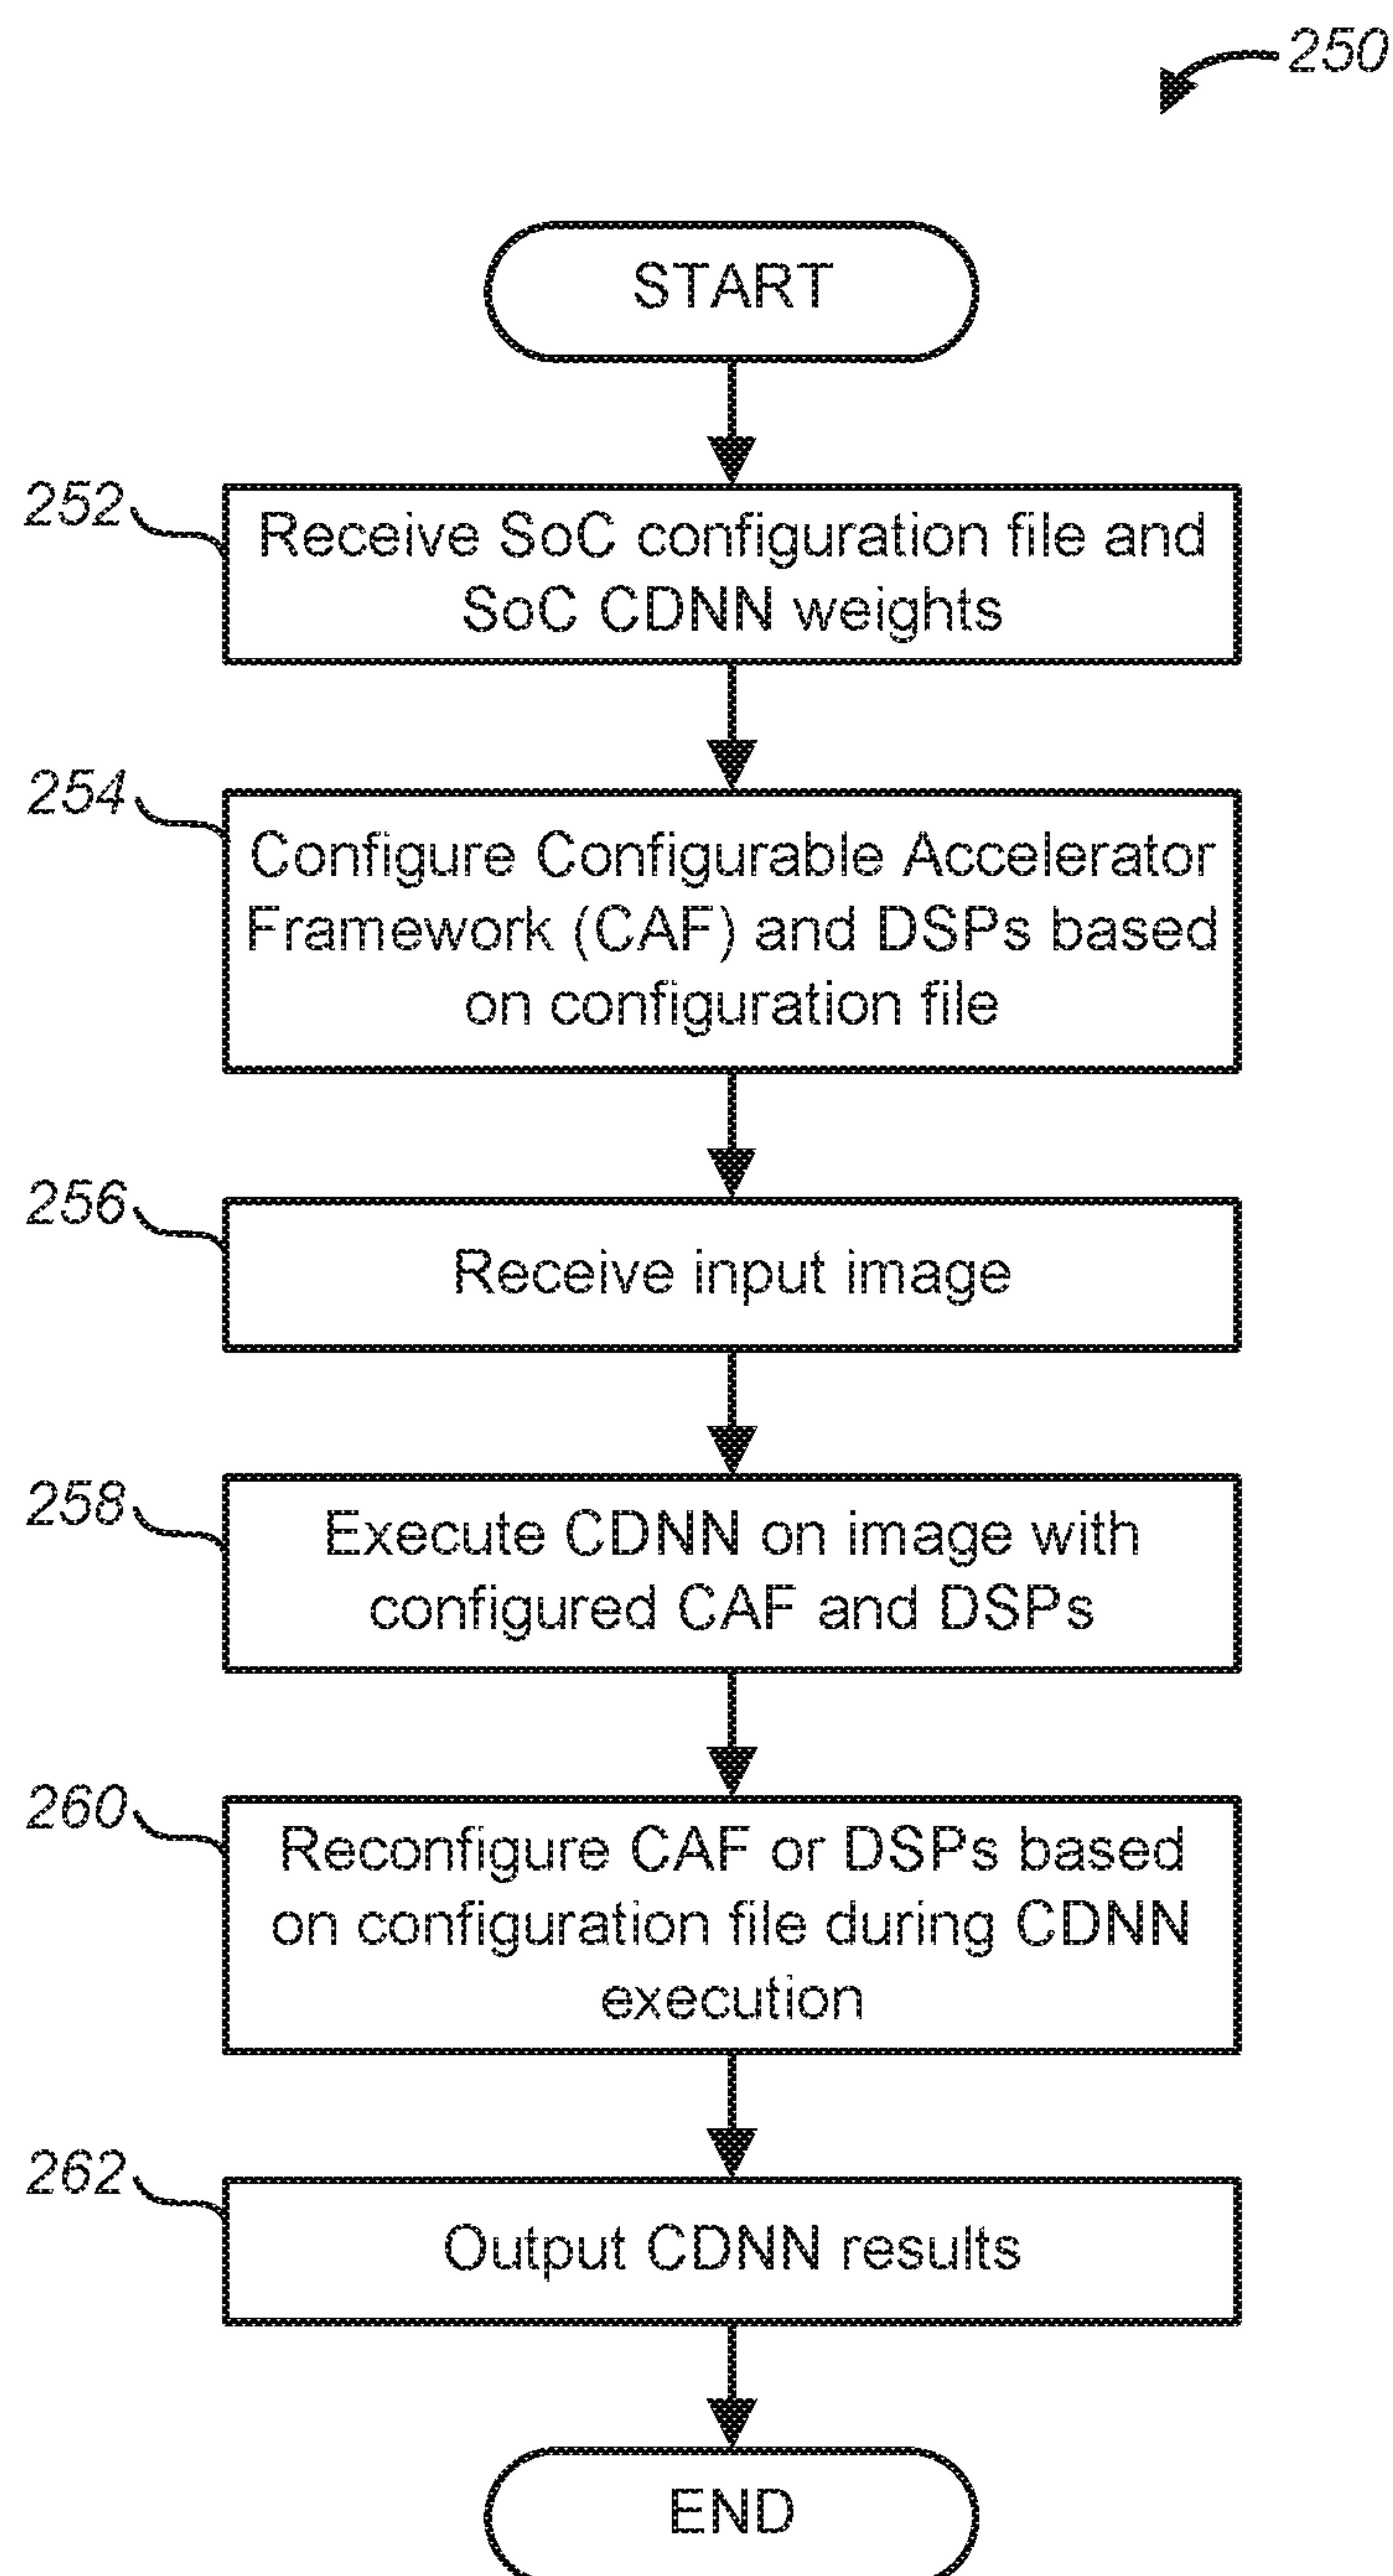 250
START
252
Receive SoC configuration file and
SoC CDNN weights
254
Configure Configurable Accelerator
Framework (CAF) and DSPs based
on configuration file
256
Receive input image
258
Execute CDNN on image with
configured CAF and DSPs
260
Reconfigure CAF or DSPs based
on configuration file during CDNN
execution
262
Output CDNN results
END